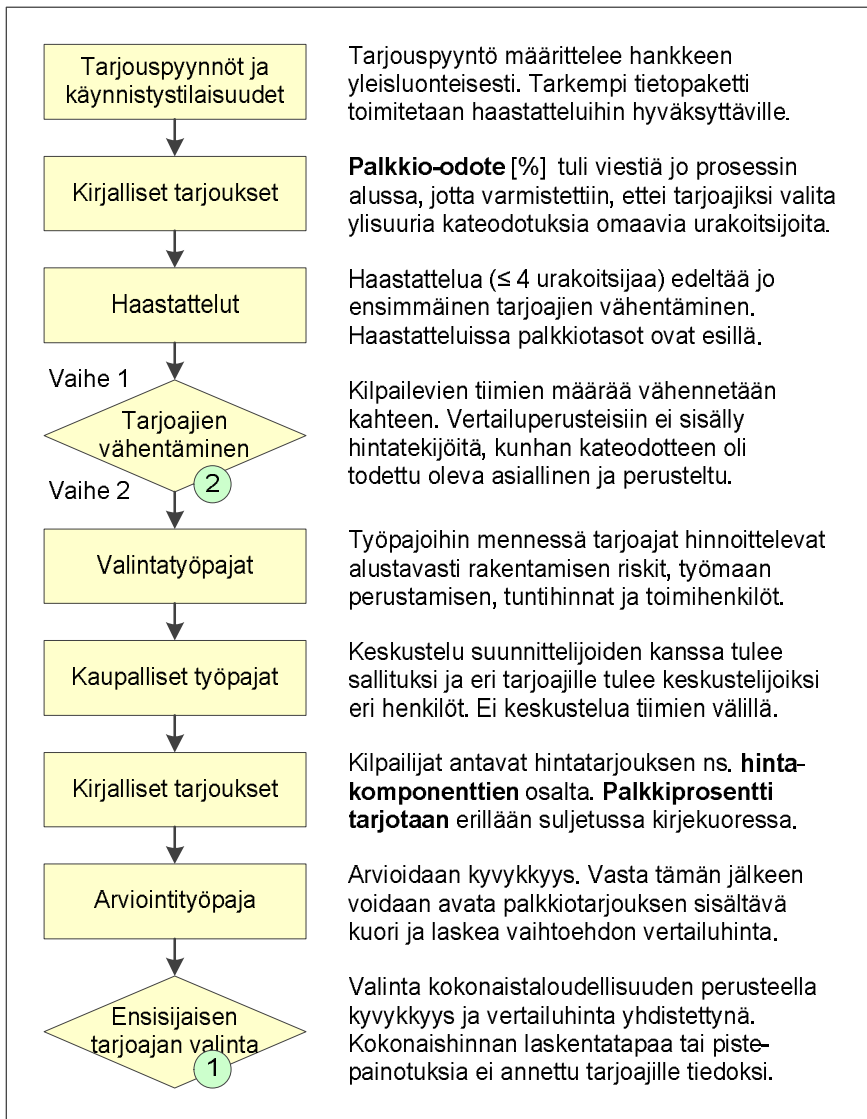 Tarjouspyynnöt ja
käynnistystilaisuudet
Tarjouspyyntö määrittelee hankkeen
yleisluonteisesti. Tarkempi tietopaketti
toimitetaan haastatteluihin hyväksyttäville.
Kirjalliset tarjoukset
Palkkio-odote [%] tuli viestiä jo prosessin
alussa, jotta varmistettiin, ettei tarjoajiksi valita
ylisuuria kateodotuksia omaavia urakoitsijoita.
Haastattelut
Haastattelua (≤ 4 urakoitsijaa) edeltää jo
ensimmäinen tarjoajien vähentäminen.
Haastatteluissa palkkiotasot ovat esillä.
Vaihe 1
Tarjoajien
vähentäminen
2
Vaihe 2
Kilpailevien tiimien määrää vähennetään
kahteen. Vertailuperusteisiin ei sisälly
hintatekijöitä, kunhan kateodotteen oli
todettu oleva asiallinen ja perusteltu.
Valintatyöpajat
Työpajoihin mennessä tarjoajat hinnoittelevat
alustavasti rakentamisen riskit, työmaan
perustamisen, tuntihinnat ja toimihenkilöt.
Kaupalliset työpajat
Keskustelu suunnittelijoiden kanssa tulee
sallituksi ja eri tarjoajille tulee keskustelijoiksi
eri henkilöt. Ei keskustelua tiimien välillä.
Kirjalliset tarjoukset
Kilpailijat antavat hintatarjouksen ns. hinta-
komponenttien osalta. Palkkiprosentti
tarjotaan erillään suljetussa kirjekuoressa.
Arviointityöpaja
Arvioidaan kyvykkyys. Vasta tämän jälkeen
voidaan avata palkkiotarjouksen sisältävä
kuori ja laskea vaihtoehdon vertailuhinta.
Ensisijaisen
tarjoajan valinta
1
Valinta kokonaistaloudellisuuden perusteella
kyvykkyys ja vertailuhinta yhdistettynä.
Kokonaishinnan laskentatapaa tai piste-
painotuksia ei annettu tarjoajille tiedoksi.